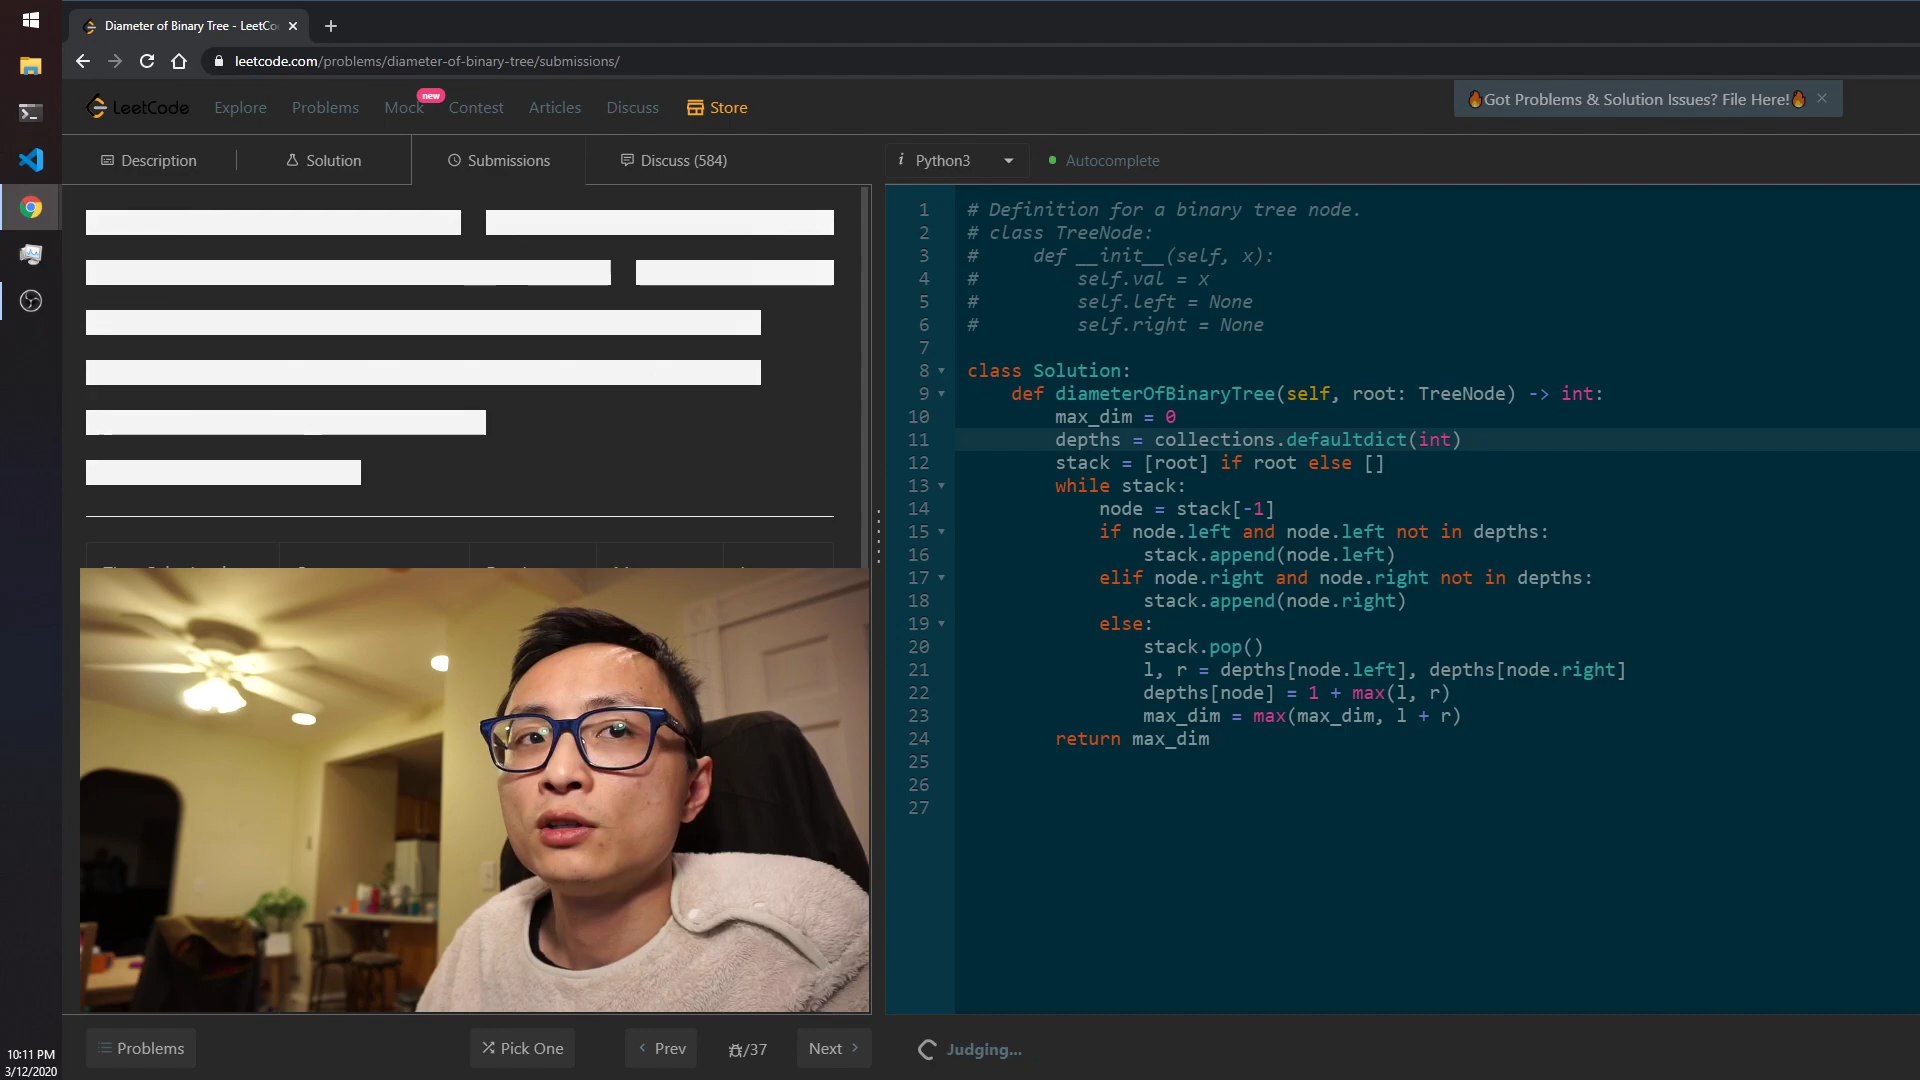 Diameter of Binary Tree - LeetCo
leetcode.com/problems/diameter-of-binary-tree/submissions/
LeetCode
Explore
Problems
Mock
new
Contest
Articles
Discuss
Store
🔥Got Problems & Solution Issues? File Here!🔥
Description
Solution
Submissions
Discuss (584)
i Python3
Autocomplete
1 # Definition for a binary tree node.
2 # class TreeNode:
3 #     def __init__(self, x):
4 #         self.val = x
5 #         self.left = None
6 #         self.right = None
7
8 class Solution:
9     def diameterOfBinaryTree(self, root: TreeNode) -> int:
10         max_dim = 0
11         depths = collections.defaultdict(int)
12         stack = [root] if root else []
13         while stack:
14             node = stack[-1]
15             if node.left and node.left not in depths:
16                 stack.append(node.left)
17             elif node.right and node.right not in depths:
18                 stack.append(node.right)
19             else:
20                 stack.pop()
21                 l, r = depths[node.left], depths[node.right]
22                 depths[node] = 1 + max(l, r)
23                 max_dim = max(max_dim, l + r)
24         return max_dim
25
26
27
Problems
Pick One
Prev
/37
Next
Judging...
10:11 PM
3/12/2020